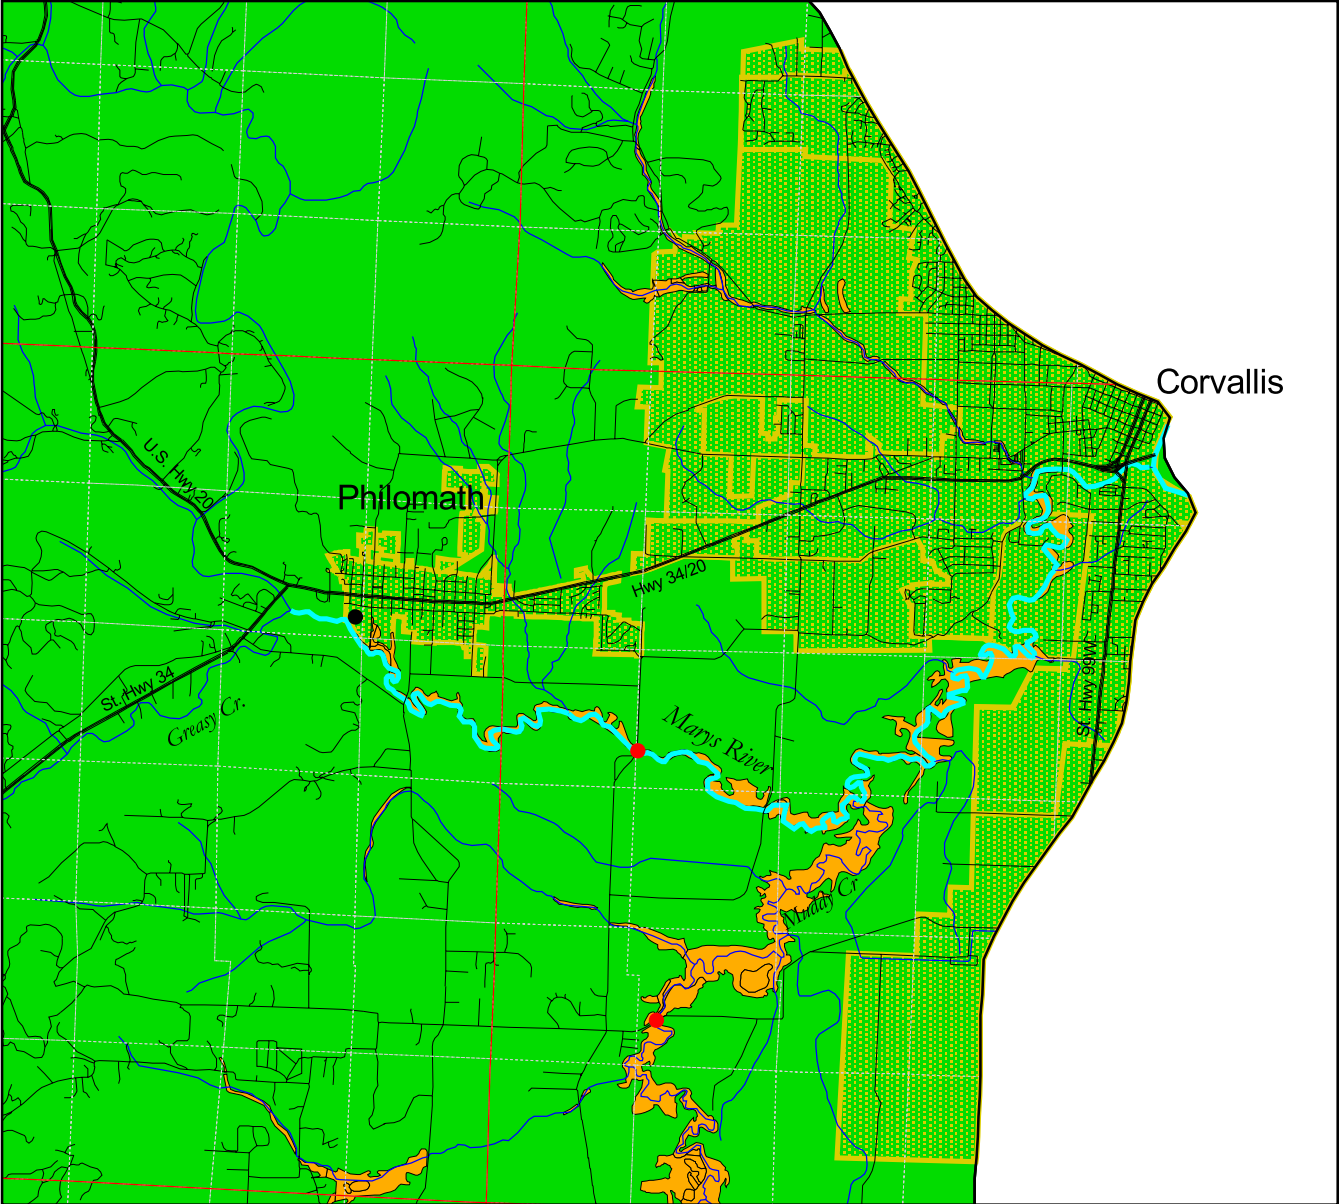 Corvallis
U.S. Hwy 20
Philomath
Hwy 34/20
St. Hwy 34
Greasy Cr.
Marys River
St. Hwy 99W
Muddy Cr